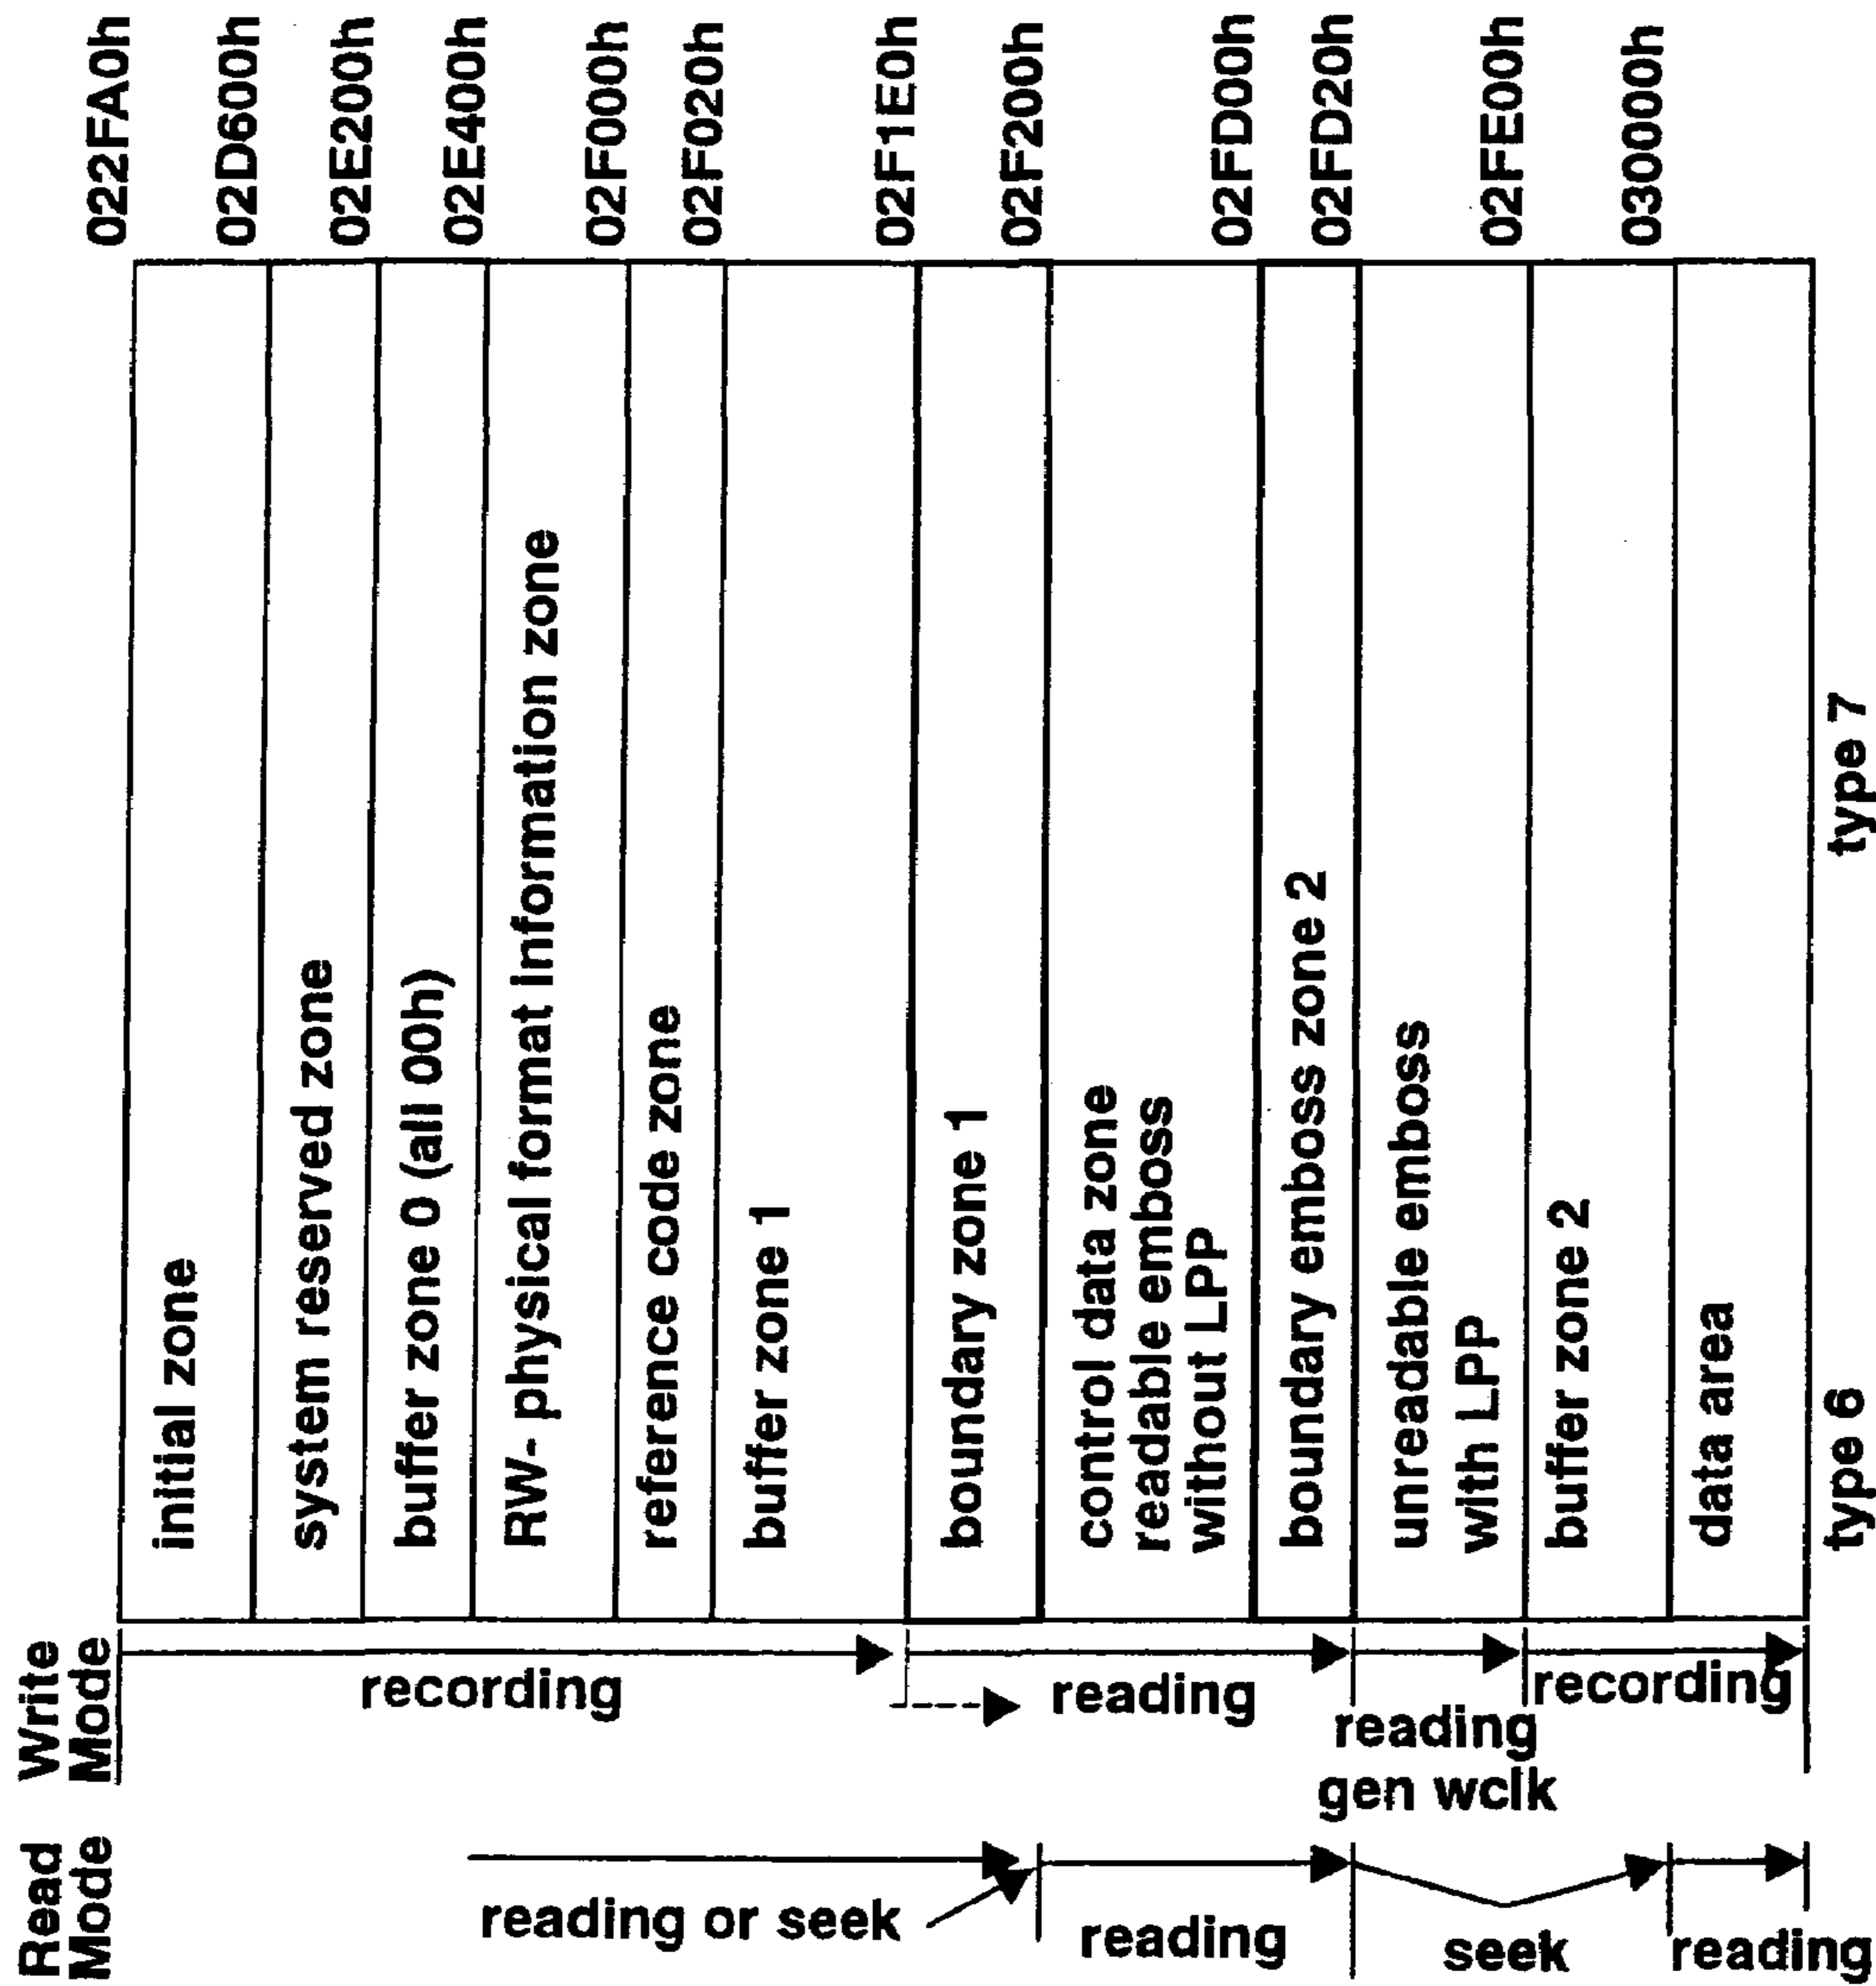 022FA0h
02D600h
02E200h
02E400h
02F000h
02F020h
02F1E0h
02F200h
02FD00h
02FD20h
02FE00h
030000h
initial zone
system reserved zone
buffer zone 0 (all 00h)
RW- physical format information zone
reference code zone
buffer zone 1
boundary zone 1
control data zone
readable emboss
without LPP
boundary emboss zone 2
unreadable emboss
with LPP
buffer zone 2
data area
type 6
type 7
Write
Mode
recording
reading
reading
gen wclk
recording
Read
Mode
reading or seek
reading
seek
reading